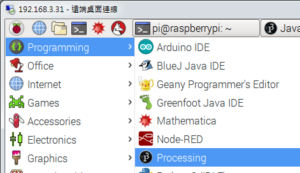 192.168.3.31 - 遠端桌面連線
pi@raspberrypi: ~
Java
Programming
Office
Internet
Games
Accessories
Electronics
Graphics
Arduino IDE
BlueJ Java IDE
Geany Programmer's Editor
Greenfoot Java IDE
Mathematica
Node-RED
Processing